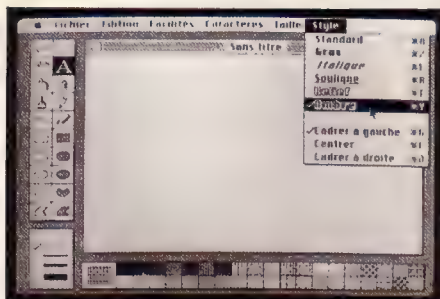 Fichier Edition Facilités Caractères Taille Style
Sans titre
Standard
Gras
Italique
Souligné
Relief
✓Ombré
✓Cadrer à gauche
Centrer
Cadrer à droite
A